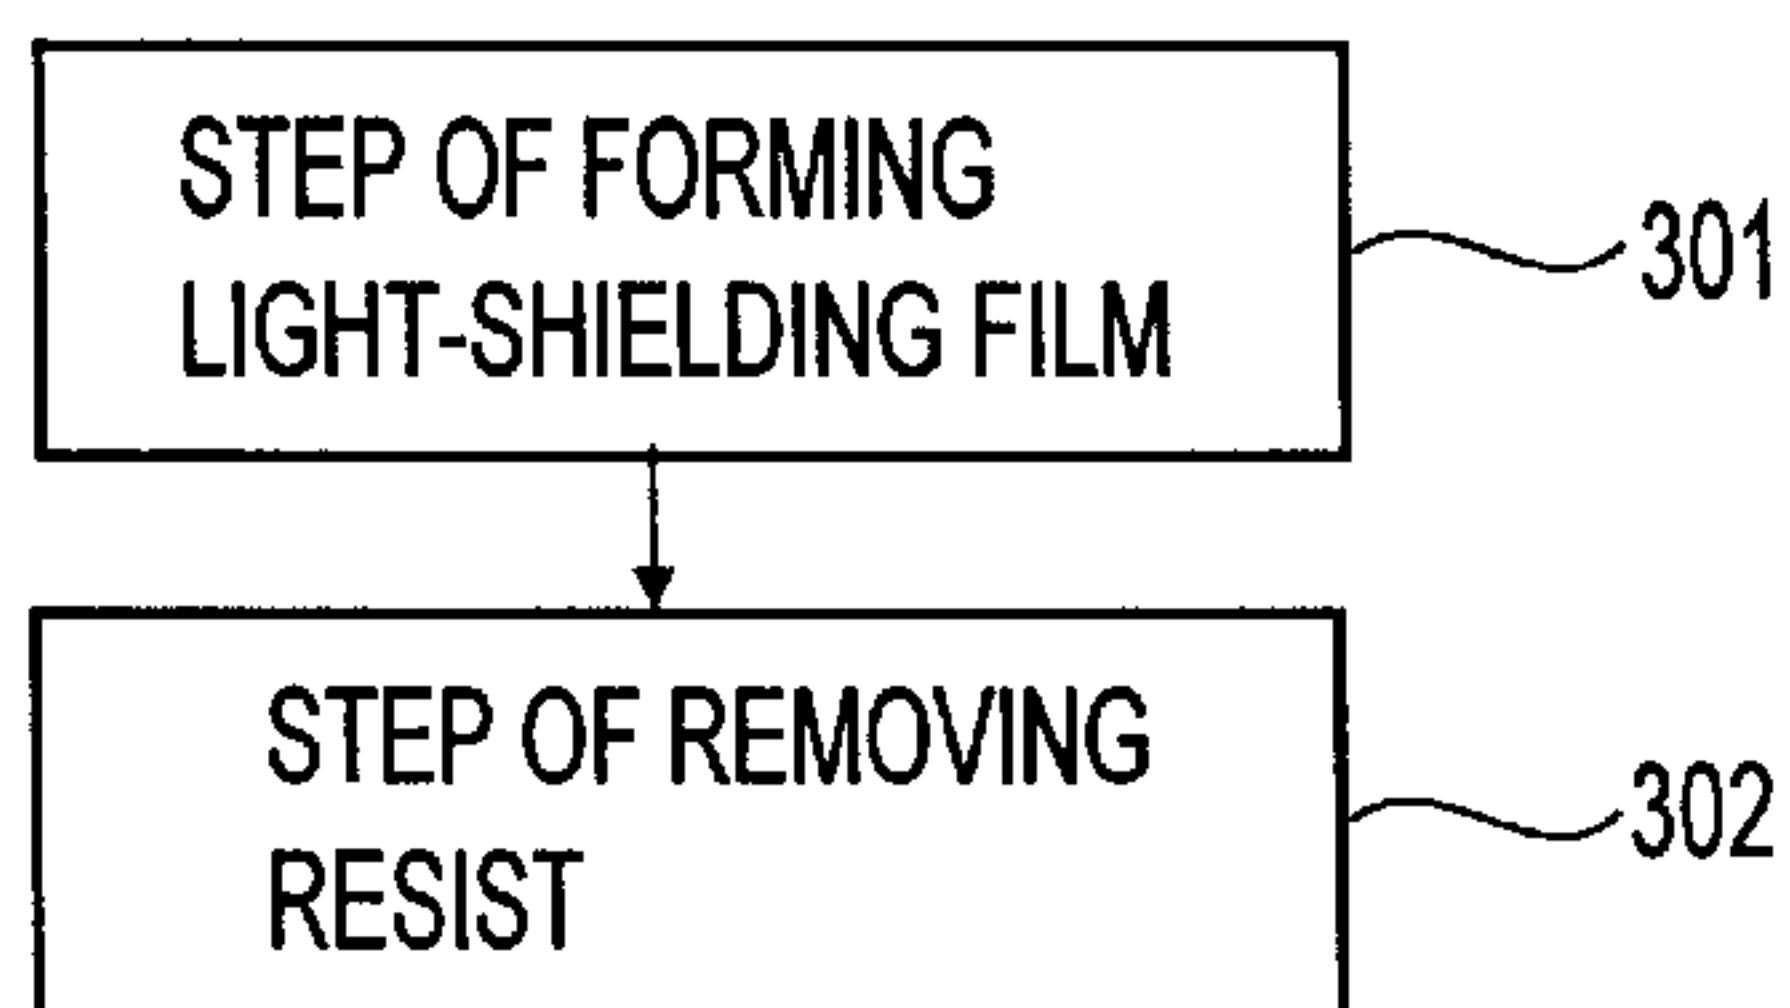 STEP OF FORMING
LIGHT-SHIELDING FILM
301
STEP OF REMOVING
RESIST
302